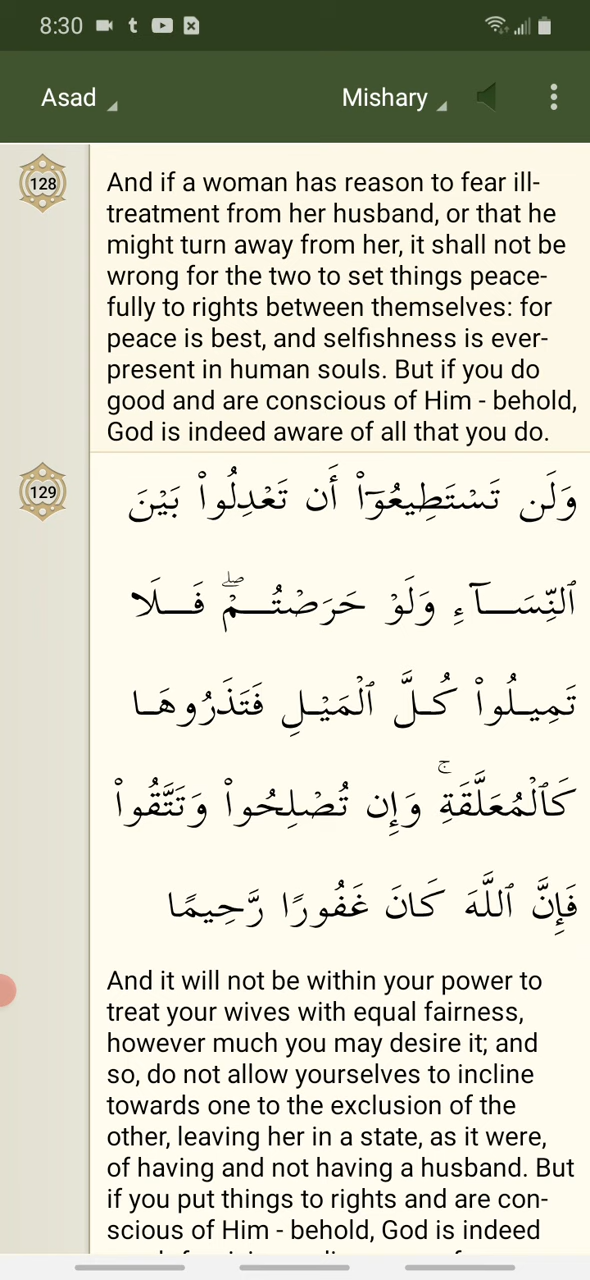 8:30
Asad
Mishary
128
And if a woman has reason to fear ill-
treatment from her husband, or that he
might turn away from her, it shall not be
wrong for the two to set things peace-
fully to rights between themselves: for
peace is best, and selfishness is ever-
present in human souls. But if you do
good and are conscious of Him - behold,
God is indeed aware of all that you do.
129
وَلَن تَسْتَطِيعُوٓا۟ أَن تَعْدِلُوا۟ بَيْنَ
ٱلنِّسَآءِ وَلَوْ حَرَصْتُمْ ۖ فَلَا
تَمِيلُوا۟ كُلَّ ٱلْمَيْلِ فَتَذَرُوهَا
كَٱلْمُعَلَّقَةِ ۚ وَإِن تُصْلِحُوا۟ وَتَتَّقُوا۟
فَإِنَّ ٱللَّهَ كَانَ غَفُورًا رَّحِيمًا
And it will not be within your power to
treat your wives with equal fairness,
however much you may desire it; and
so, do not allow yourselves to incline
towards one to the exclusion of the
other, leaving her in a state, as it were,
of having and not having a husband. But
if you put things to rights and are con-
scious of Him - behold, God is indeed